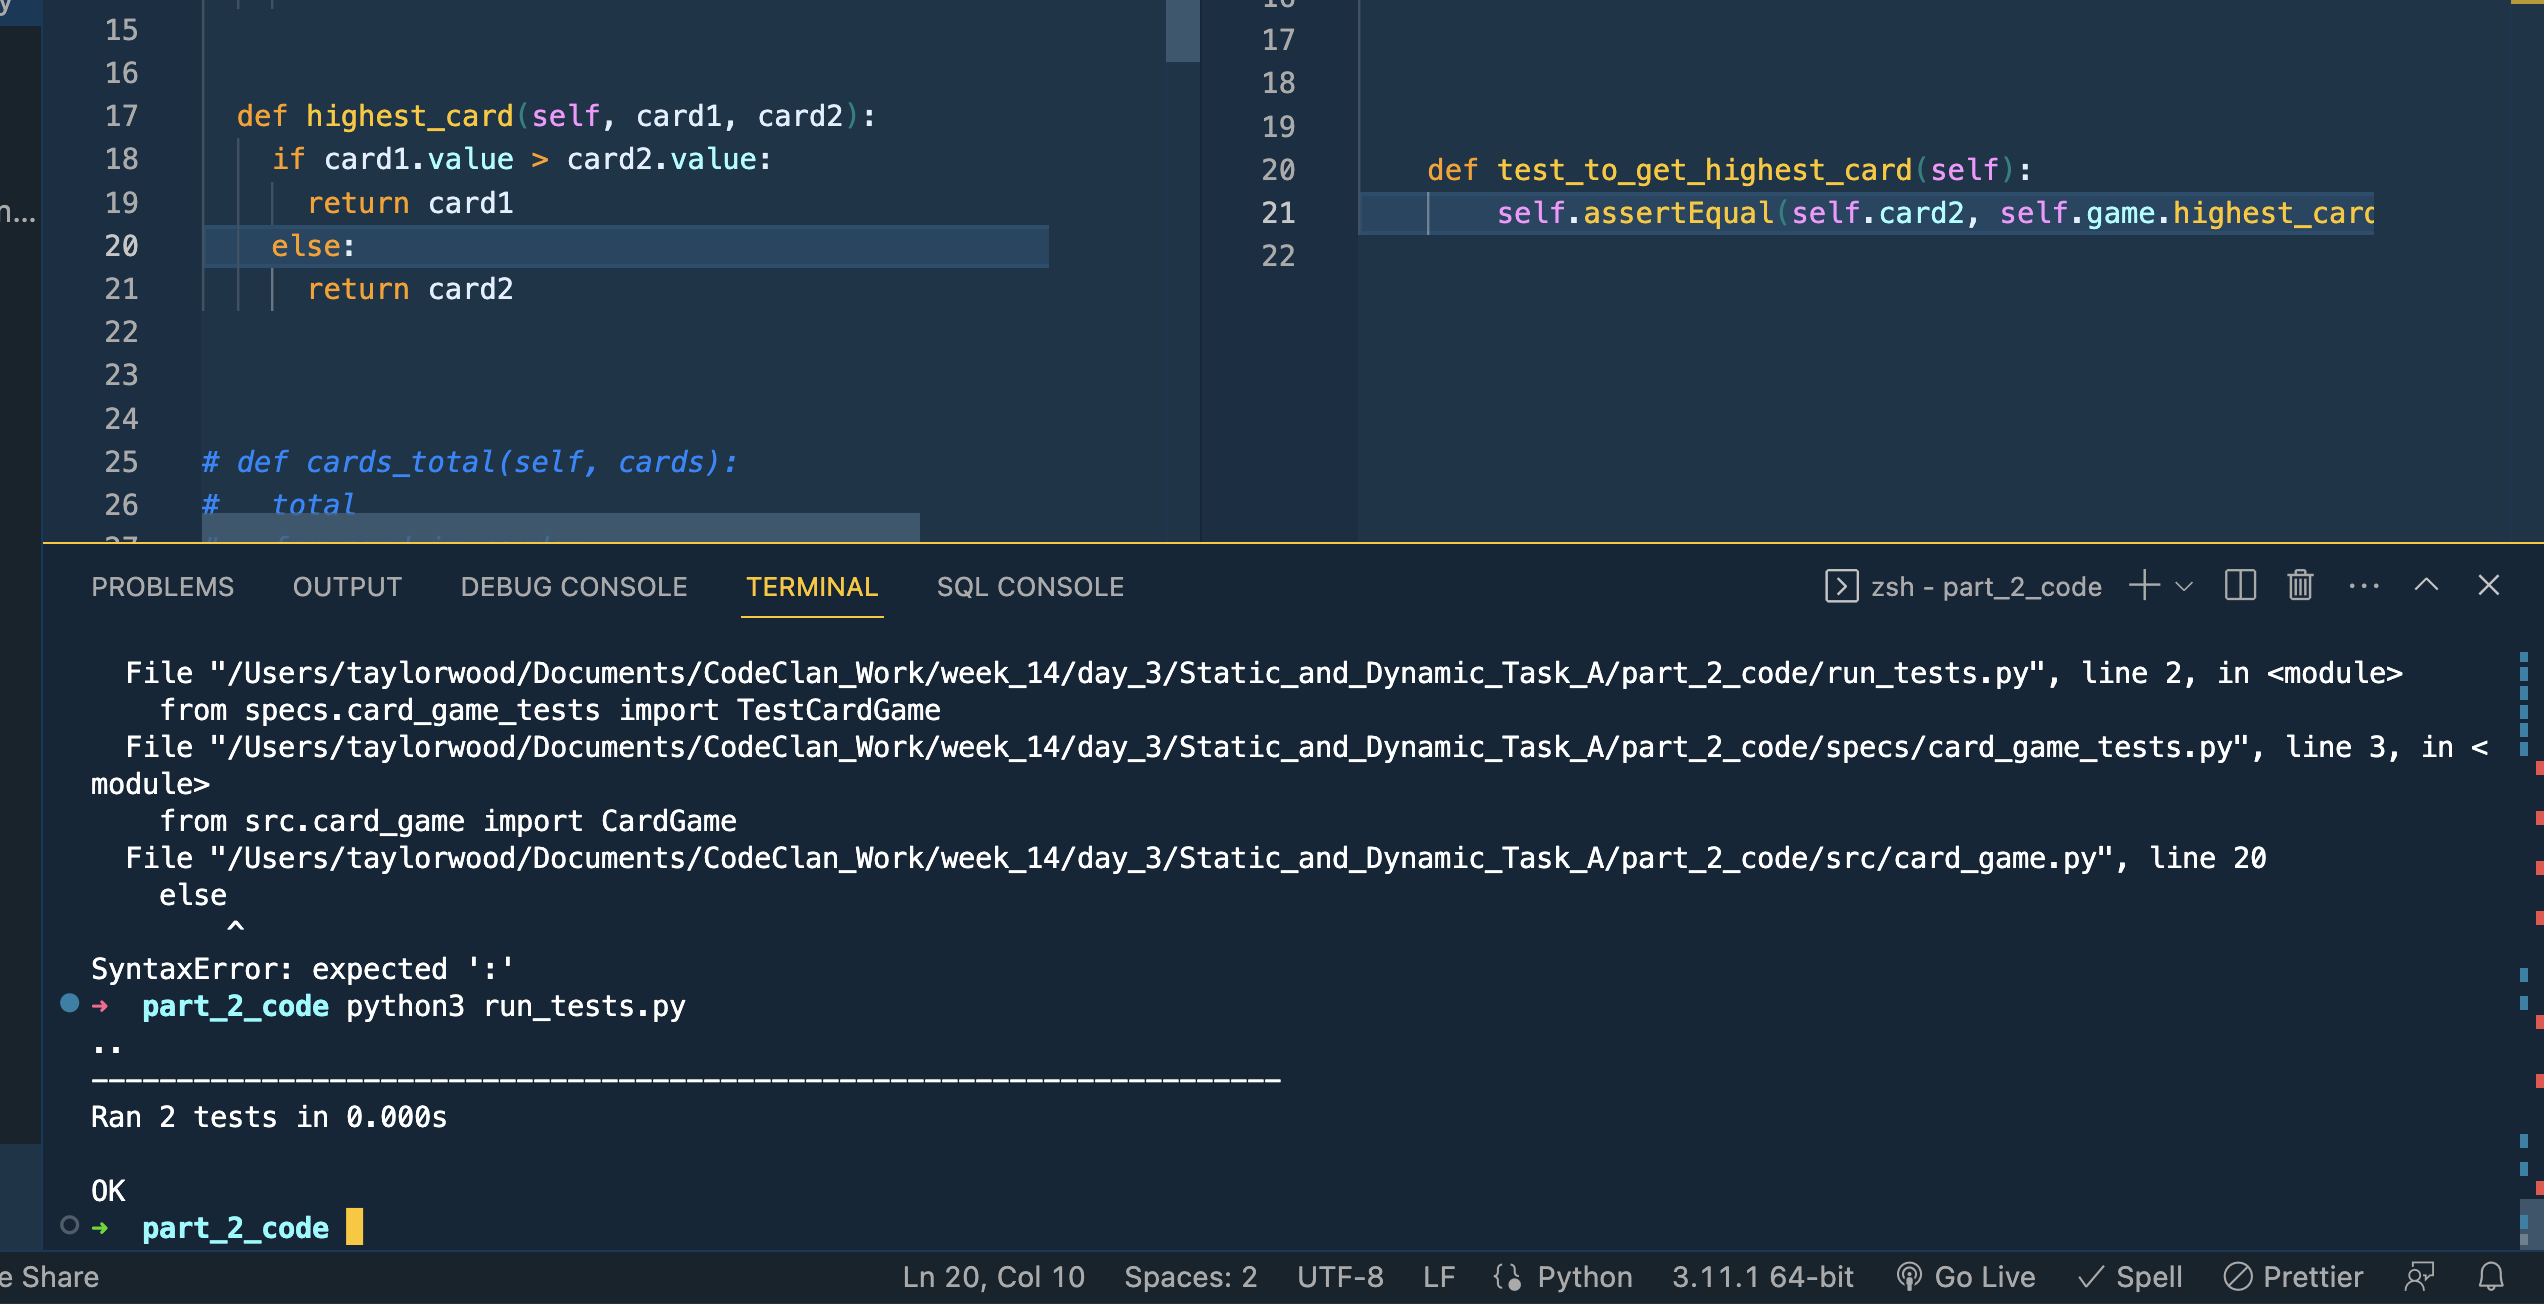 15
16
17 def highest_card(self, card1, card2):
18 if card1.value > card2.value:
19 return card1
20 else:
21 return card2
22
23
24
25 # def cards_total(self, cards):
26 # total
17
18
19
20 def test_to_get_highest_card(self):
21 self.assertEqual(self.card2, self.game.highest_card
22
PROBLEMS OUTPUT DEBUG CONSOLE TERMINAL SQL CONSOLE zsh - part_2_code
File "/Users/taylorwood/Documents/CodeClan_Work/week_14/day_3/Static_and_Dynamic_Task_A/part_2_code/run_tests.py", line 2, in <module>
from specs.card_game_tests import TestCardGame
File "/Users/taylorwood/Documents/CodeClan_Work/week_14/day_3/Static_and_Dynamic_Task_A/part_2_code/specs/card_game_tests.py", line 3, in <
module>
from src.card_game import CardGame
File "/Users/taylorwood/Documents/CodeClan_Work/week_14/day_3/Static_and_Dynamic_Task_A/part_2_code/src/card_game.py", line 20
else
^
SyntaxError: expected ':'
➜ part_2_code python3 run_tests.py
..
----------------------------------------------------------------------
Ran 2 tests in 0.000s
OK
➜ part_2_code
e Share Ln 20, Col 10 Spaces: 2 UTF-8 LF Python 3.11.1 64-bit Go Live Spell Prettier